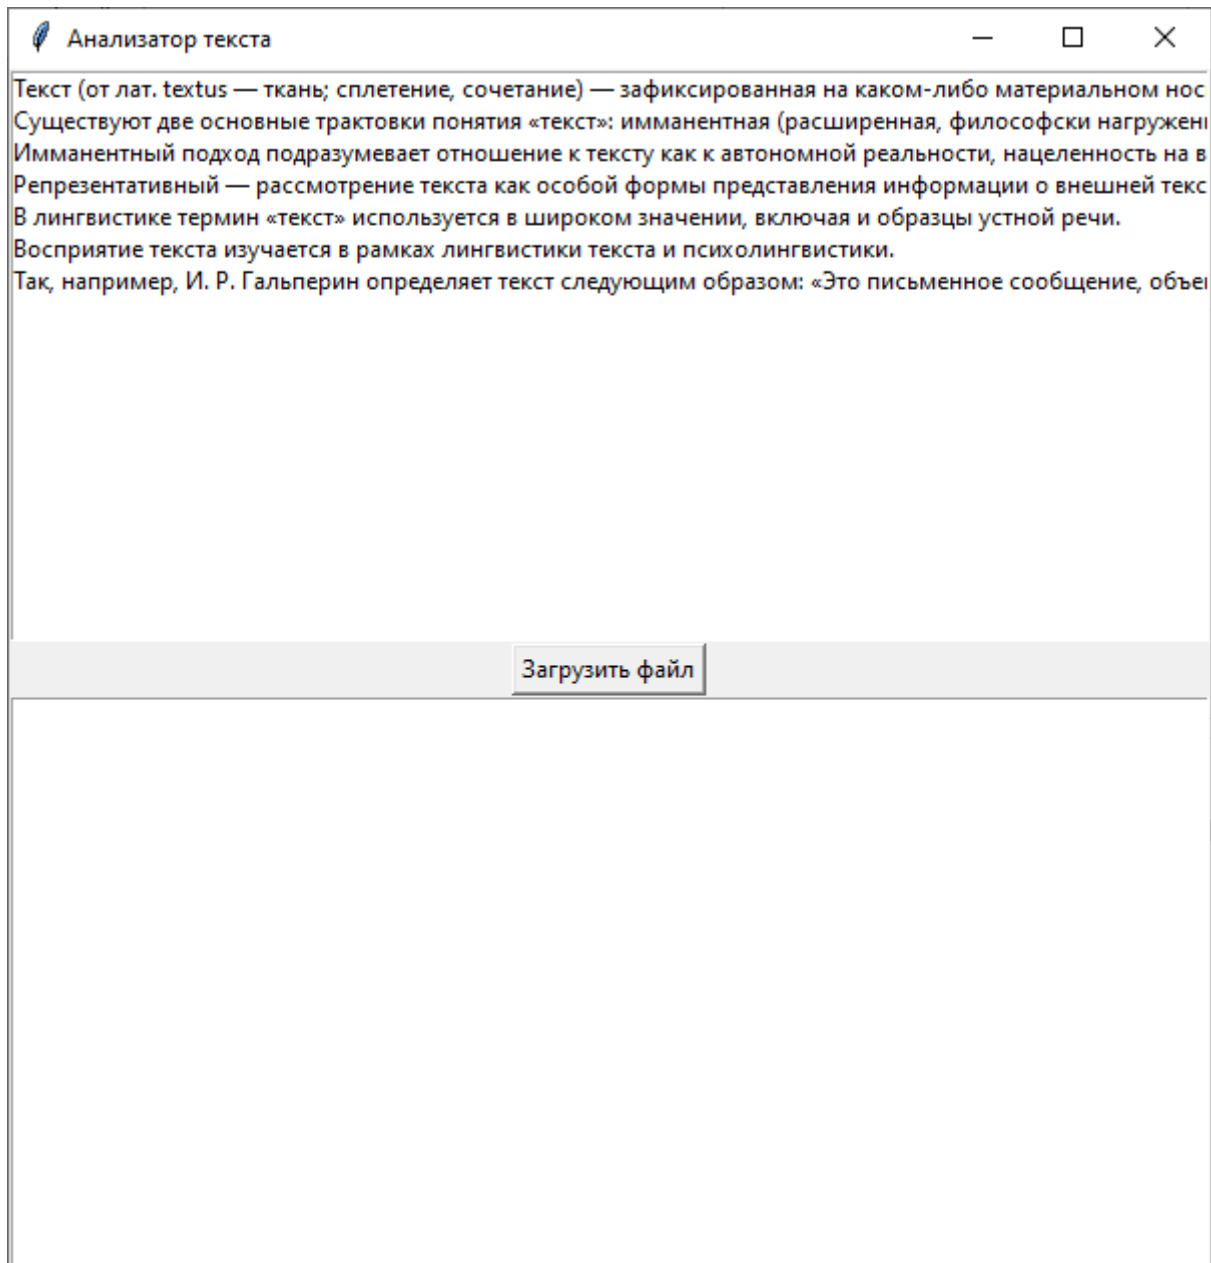 Анализатор текста
Текст (от лат. textus — ткань; сплетение, сочетание) — зафиксированная на каком-либо материальном нос
Существуют две основные трактовки понятия «текст»: имманентная (расширенная, философски нагружен
Имманентный подход подразумевает отношение к тексту как к автономной реальности, нацеленность на в
Репрезентативный — рассмотрение текста как особой формы представления информации о внешней текс
В лингвистике термин «текст» используется в широком значении, включая и образцы устной речи.
Восприятие текста изучается в рамках лингвистики текста и психолингвистики.
Так, например, И. Р. Гальперин определяет текст следующим образом: «Это письменное сообщение, объе
Загрузить файл